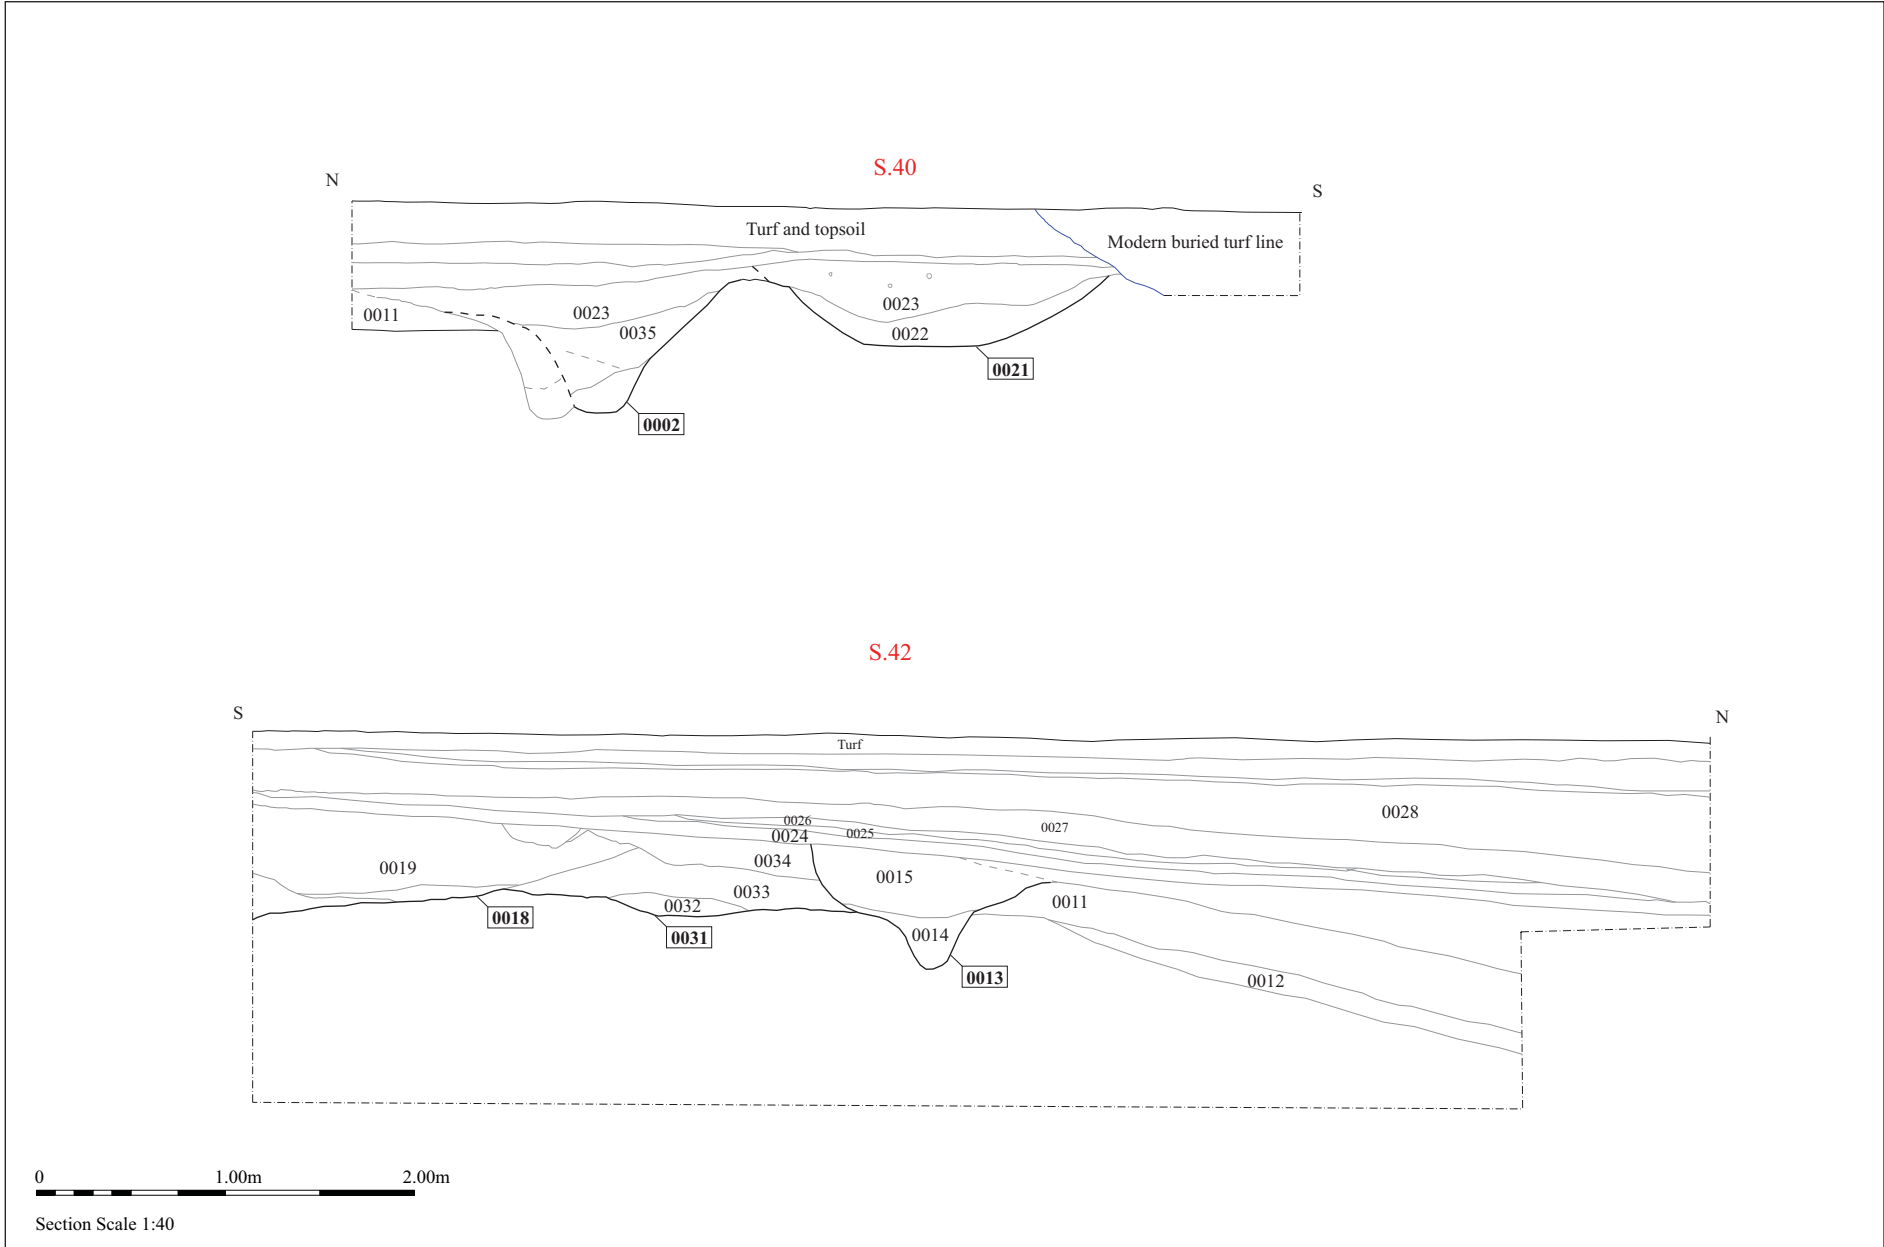 S.40
N
S
Turf and topsoil
Modern buried turf line
0011
0023
0023
0035
0022
0021
0002
S.42
S
N
Turf
0028
0026
0027
0025
0024
0034
0019
0015
0033
0011
0032
0018
0014
0031
0013
0012
0 1.00m 2.00m
Section Scale 1:40